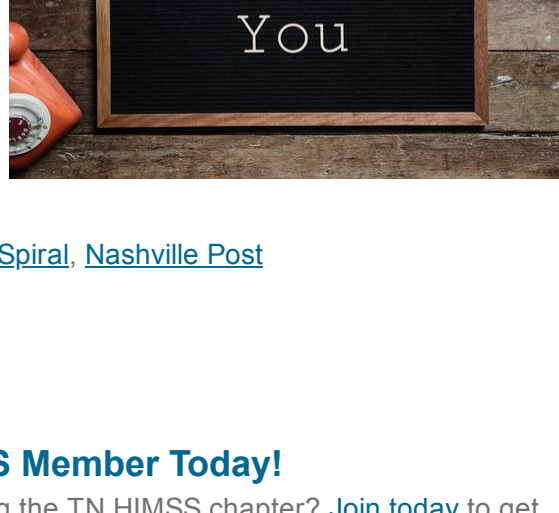 You
Spiral, Nashville Post
S Member Today!
g the TN HIMSS chapter? Join today to get